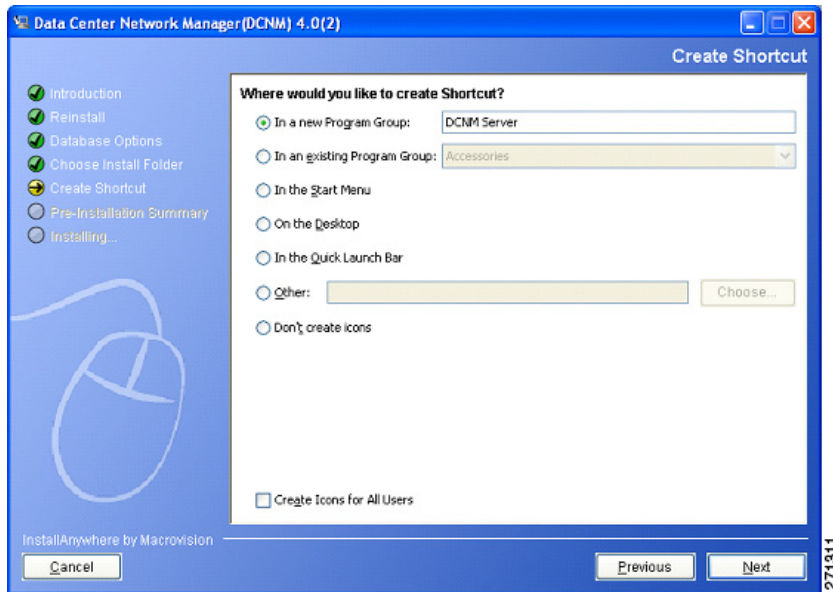 Data Center Network Manager(DCNM) 4.0(2)
Create Shortcut
Introduction
Reinstall
Database Options
Choose Install Folder
Create Shortcut
Pre-Installation Summary
Installing...
Where would you like to create Shortcut?
In a new Program Group: DCNM Server
In an existing Program Group: Accessories
In the Start Menu
On the Desktop
In the Quick Launch Bar
Other: Choose...
Don't create icons
Create Icons for All Users
InstallAnywhere by Macrovision
Cancel Previous Next
271311